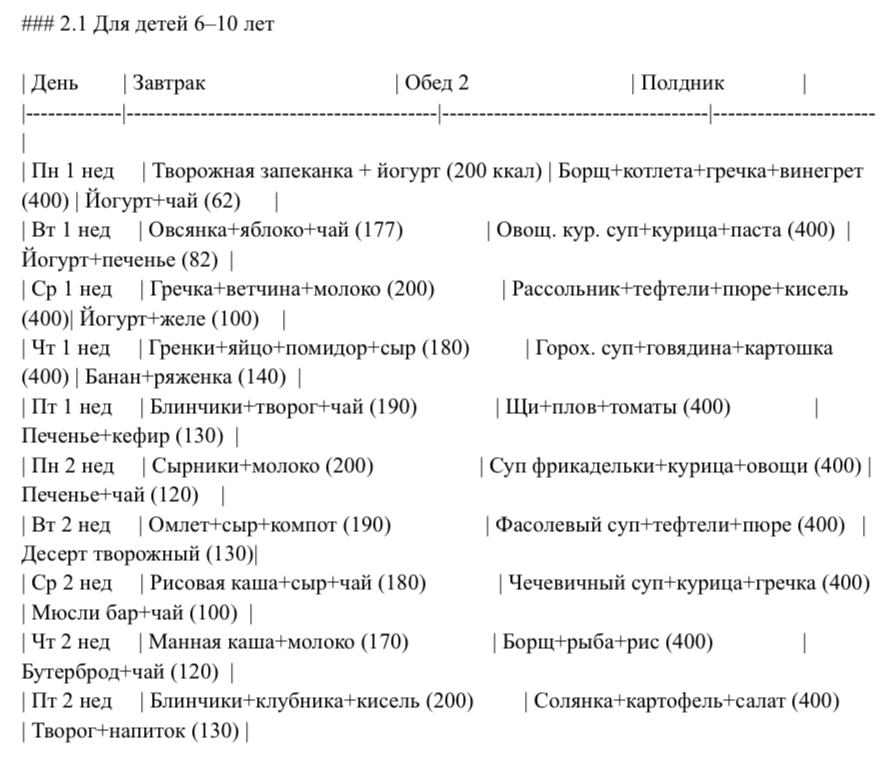 ### 2.1 Для детей 6–10 лет
| День | Завтрак | Обед 2 | Полдник |
|-------------|------------------------------------------|------------------------------------|----------------------
|
| Пн 1 нед | Творожная запеканка + йогурт (200 ккал) | Борщ+котлета+гречка+винегрет
(400) | Йогурт+чай (62) |
| Вт 1 нед | Овсянка+яблоко+чай (177) | Овощ. кур. суп+курица+паста (400) |
Йогурт+печенье (82) |
| Ср 1 нед | Гречка+ветчина+молоко (200) | Рассольник+тефтели+пюре+кисель
(400)| Йогурт+желе (100) |
| Чт 1 нед | Гренки+яйцо+помидор+сыр (180) | Горох. суп+говядина+картошка
(400) | Банан+ряженка (140) |
| Пт 1 нед | Блинчики+творог+чай (190) | Щи+плов+томаты (400) |
Печенье+кефир (130) |
| Пн 2 нед | Сырники+молоко (200) | Суп фрикадельки+курица+овощи (400) |
Печенье+чай (120) |
| Вт 2 нед | Омлет+сыр+компот (190) | Фасолевый суп+тефтели+пюре (400) |
Десерт творожный (130)|
| Ср 2 нед | Рисовая каша+сыр+чай (180) | Чечевичный суп+курица+гречка (400)
| Мюсли бар+чай (100) |
| Чт 2 нед | Манная каша+молоко (170) | Борщ+рыба+рис (400) |
Бутерброд+чай (120) |
| Пт 2 нед | Блинчики+клубника+кисель (200) | Солянка+картофель+салат (400)
| Творог+напиток (130) |